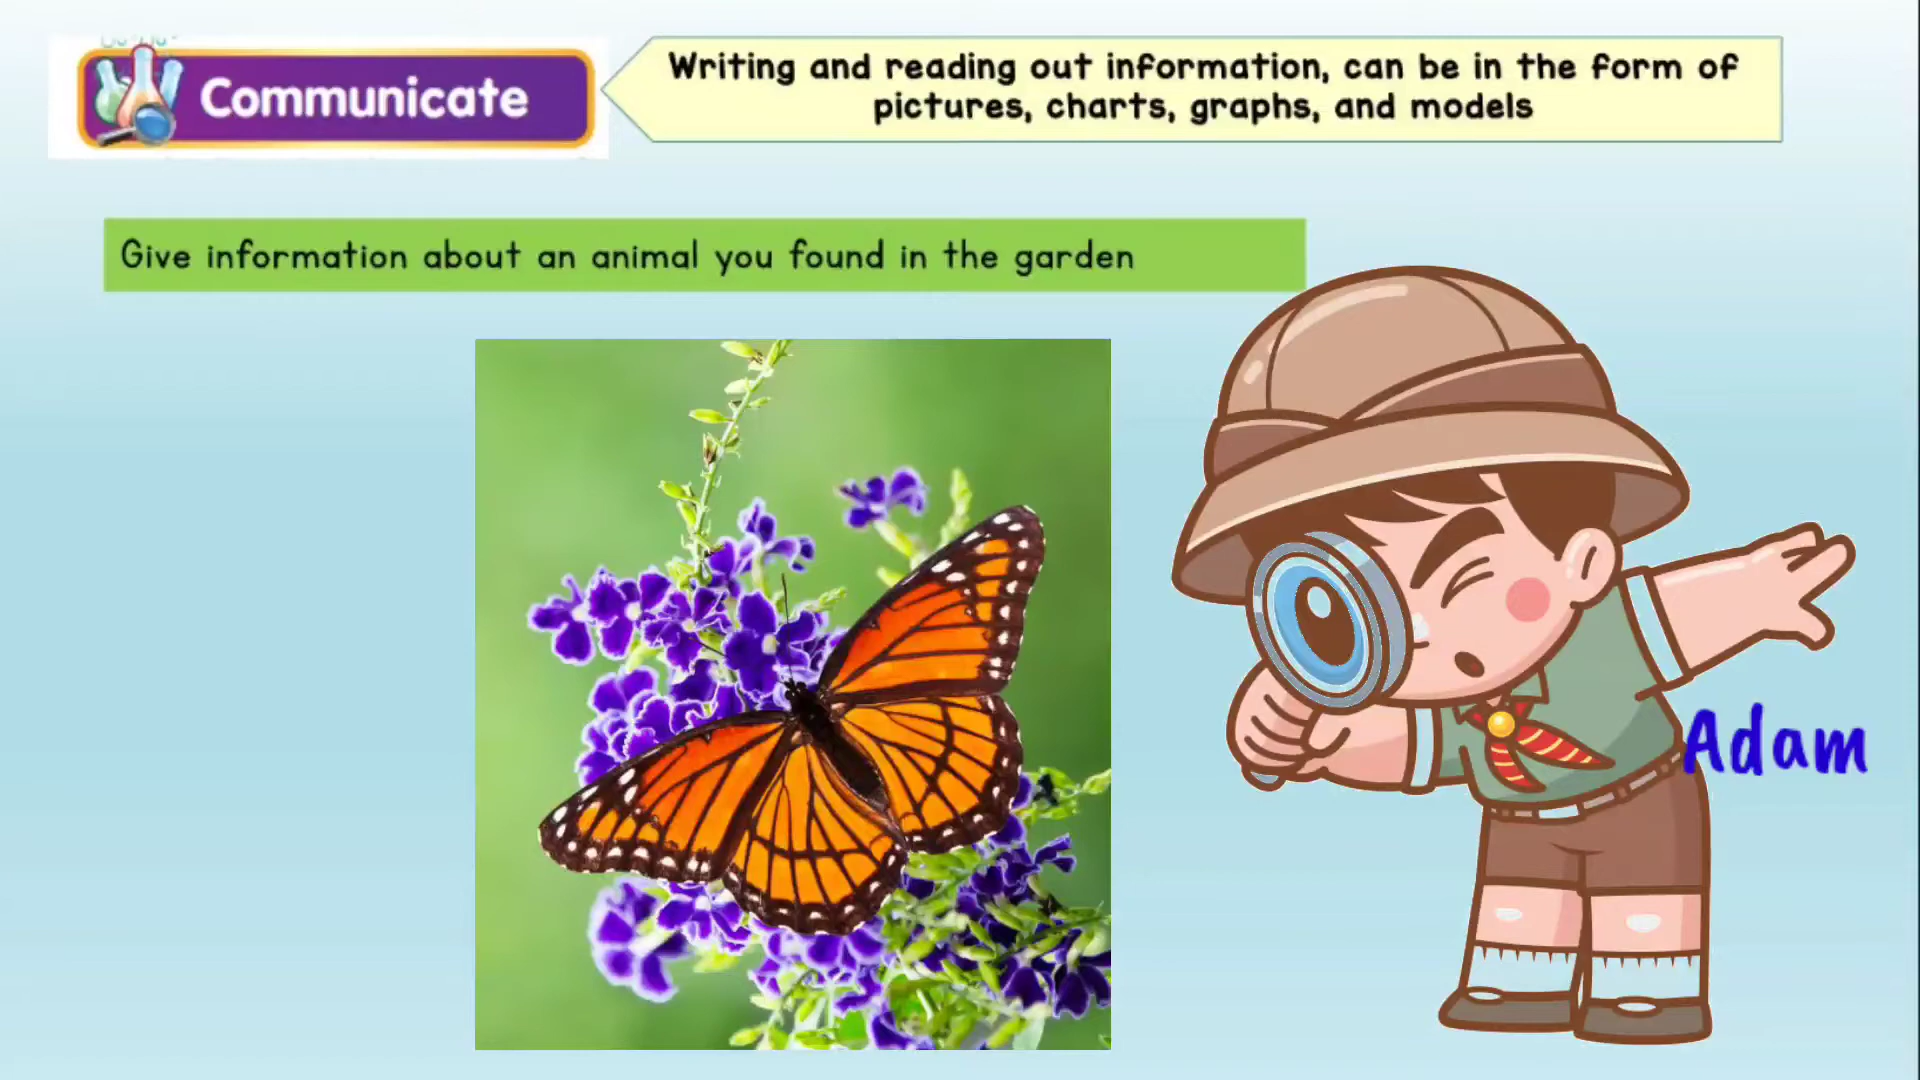 Communicate
Writing and reading out information, can be in the form of
pictures, charts, graphs, and models
Give information about an animal you found in the garden
Adam